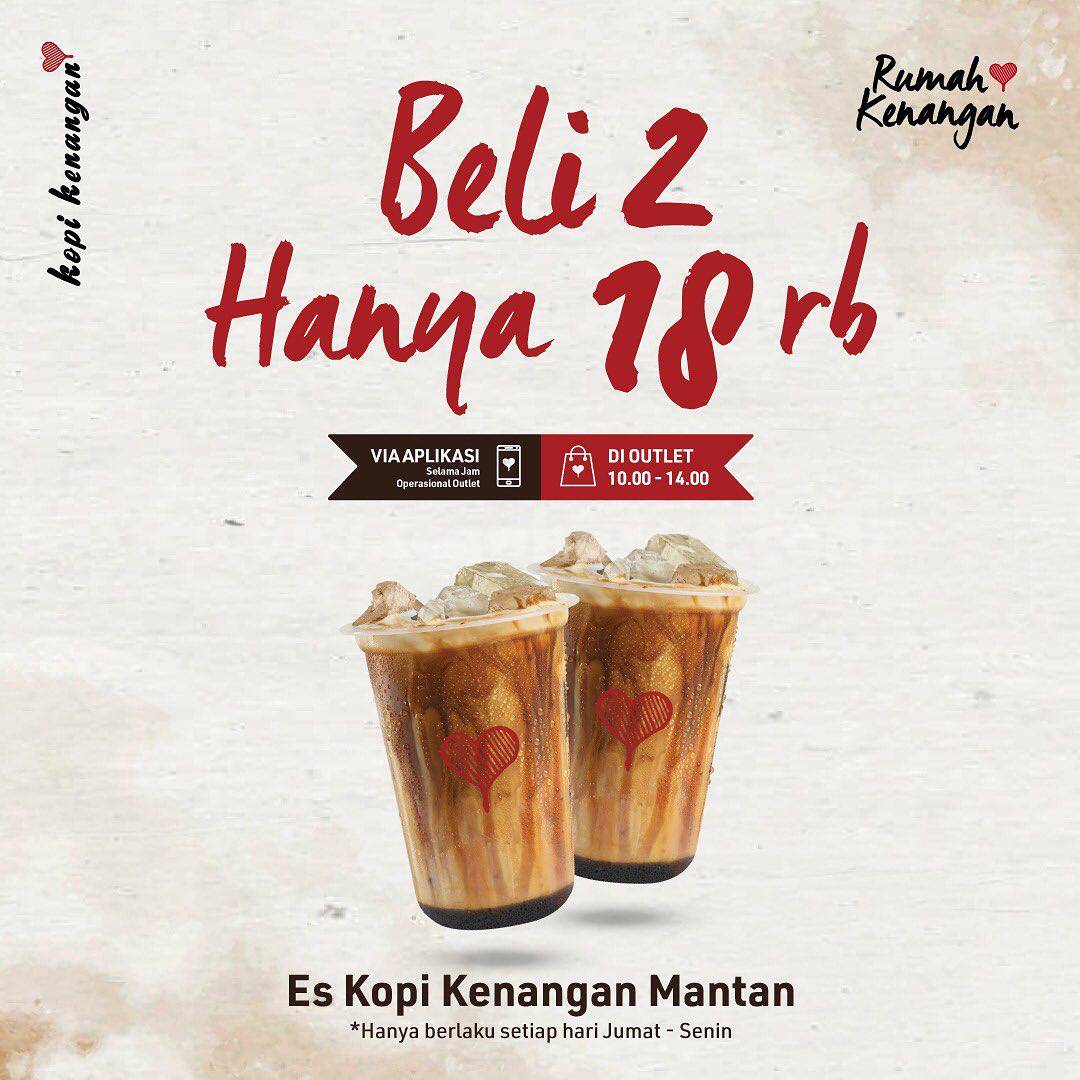 kopi kenangan
Rumah
Kenangan
Beli 2
Hanya 18 rb
VIA APLIKASI
Selama Jam
Operasional Outlet
DI OUTLET
10.00 - 14.00
Es Kopi Kenangan Mantan
*Hanya berlaku setiap hari Jumat - Senin